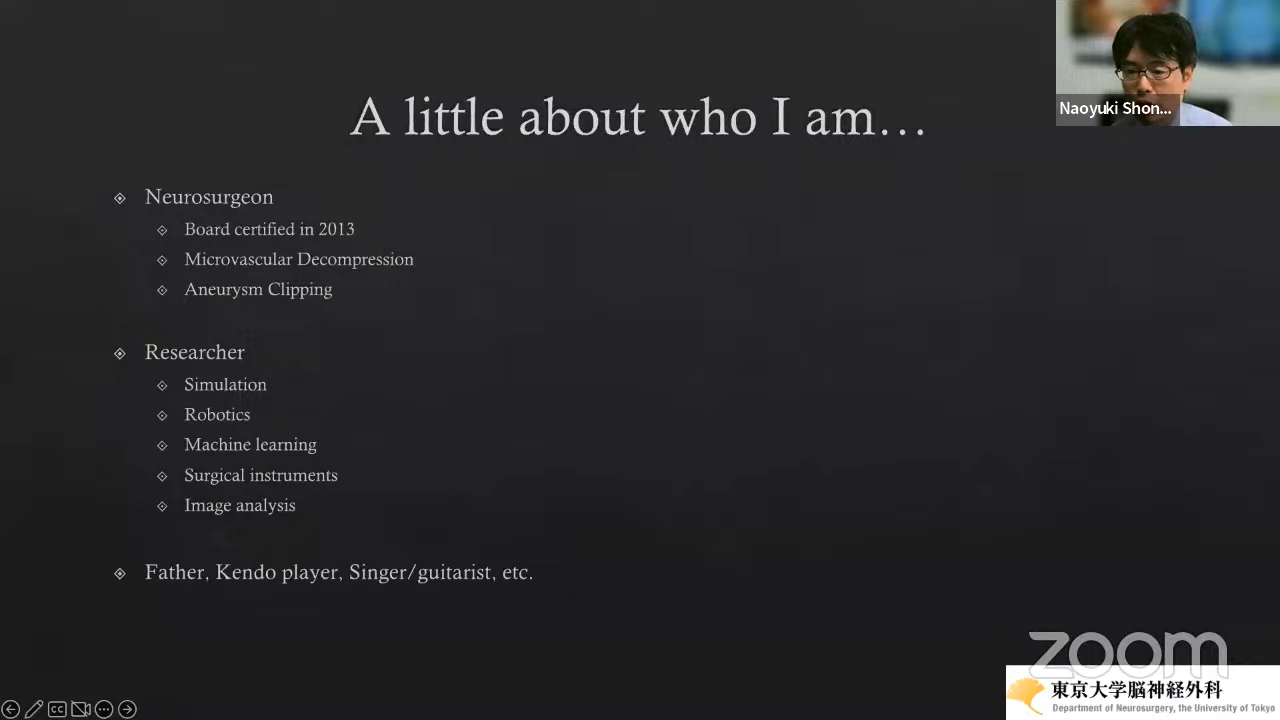 A little about who I am...
Naoyuki Shon...
Neurosurgeon
Board certified in 2013
Microvascular Decompression
Aneurysm Clipping
Researcher
Simulation
Robotics
Machine learning
Surgical instruments
Image analysis
Father, Kendo player, Singer/guitarist, etc.
zoom
東京大学脳神経外科
Department of Neurosurgery, the University of Tokyo
CC